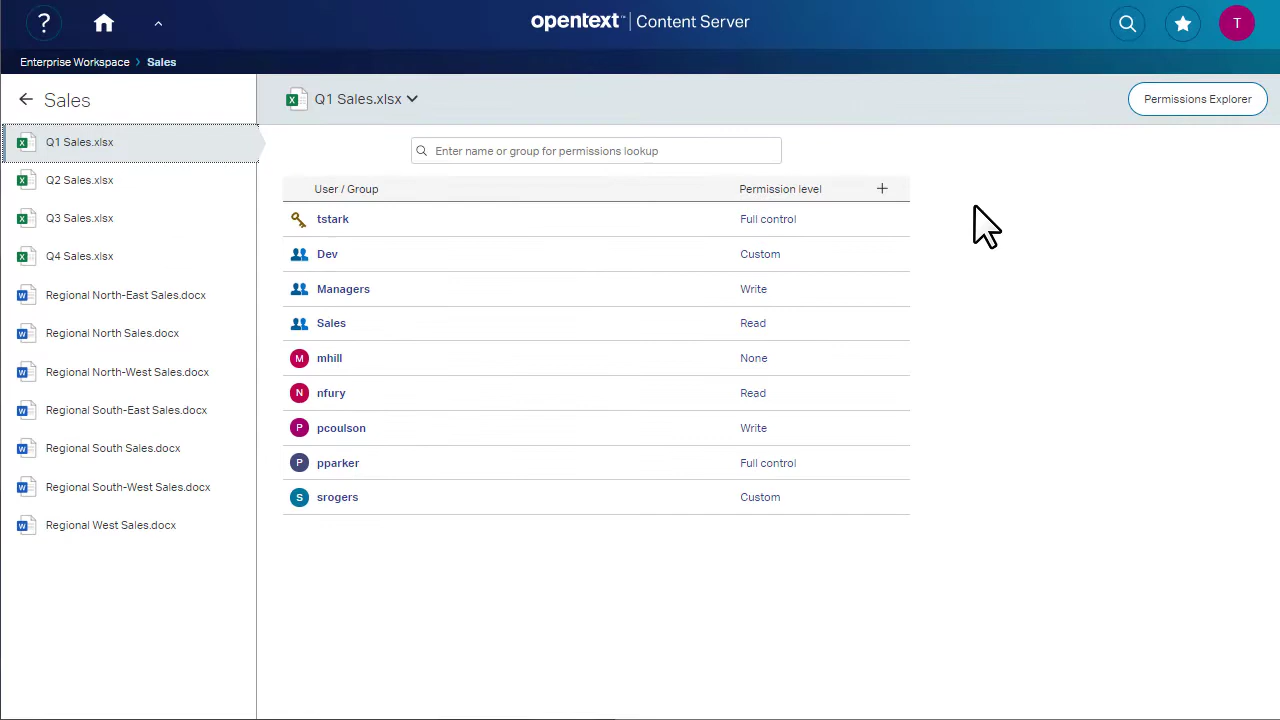 ?
opentext™ | Content Server
T
Enterprise Workspace > Sales
Sales
Q1 Sales.xlsx
Q2 Sales.xlsx
Q3 Sales.xlsx
Q4 Sales.xlsx
Regional North-East Sales.docx
Regional North Sales.docx
Regional North-West Sales.docx
Regional South-East Sales.docx
Regional South Sales.docx
Regional South-West Sales.docx
Regional West Sales.docx
Q1 Sales.xlsx
Permissions Explorer
Enter name or group for permissions lookup
User / Group Permission level +
tstark Full control
Dev Custom
Managers Write
Sales Read
M mhill None
N nfury Read
P pcoulson Write
P pparker Full control
S srogers Custom